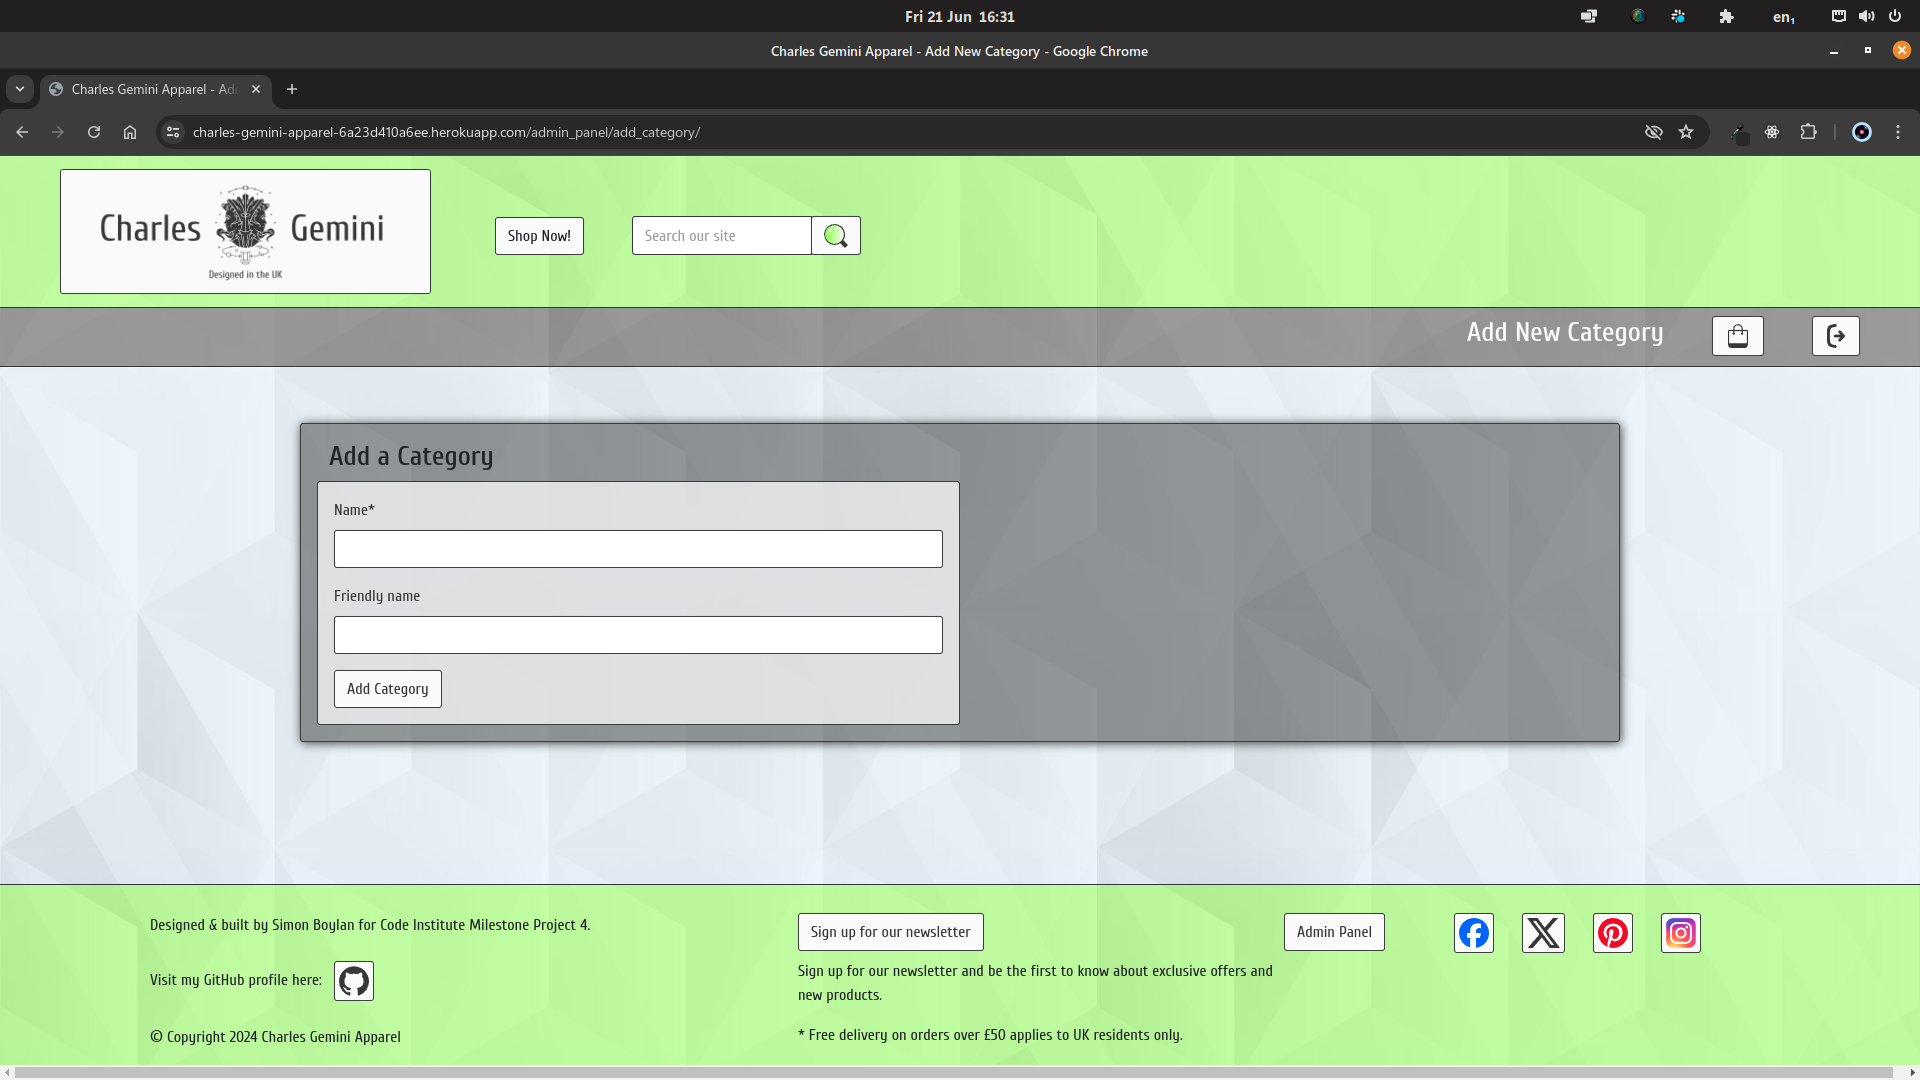 Fri 21 Jun 16:31
en1
Charles Gemini Apparel - Add New Category - Google Chrome
Charles Gemini Apparel - Add
charles-gemini-apparel-6a23d410a6ee.herokuapp.com/admin_panel/add_category/
Charles Gemini
Designed in the UK
Shop Now!
Search our site
Add New Category
Add a Category
Name*
Friendly name
Add Category
Designed & built by Simon Boylan for Code Institute Milestone Project 4.
Visit my GitHub profile here:
© Copyright 2024 Charles Gemini Apparel
Sign up for our newsletter
Sign up for our newsletter and be the first to know about exclusive offers and
new products.
* Free delivery on orders over £50 applies to UK residents only.
Admin Panel